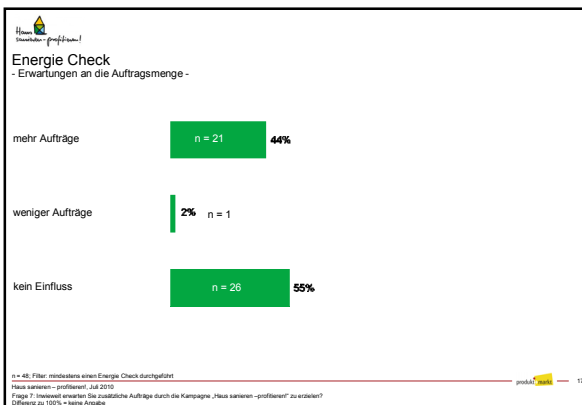 Haus
sanieren - profitieren!
Energie Check
- Erwartungen an die Auftragsmenge -
mehr Aufträge
n = 21
44%
weniger Aufträge
2%
n = 1
kein Einfluss
n = 26
55%
n = 48; Filter: mindestens einen Energie Check durchgeführt
Haus sanieren – profitieren!, Juli 2010
produkt markt
17
Frage 7: Inwieweit erwarten Sie zusätzliche Aufträge durch die Kampagne „Haus sanieren –profitieren!“ zu erzielen?
Differenz zu 100% = keine Angabe